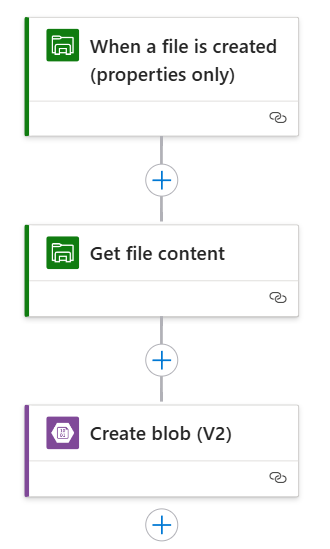 When a file is created
(properties only)
Get file content
Create blob (V2)